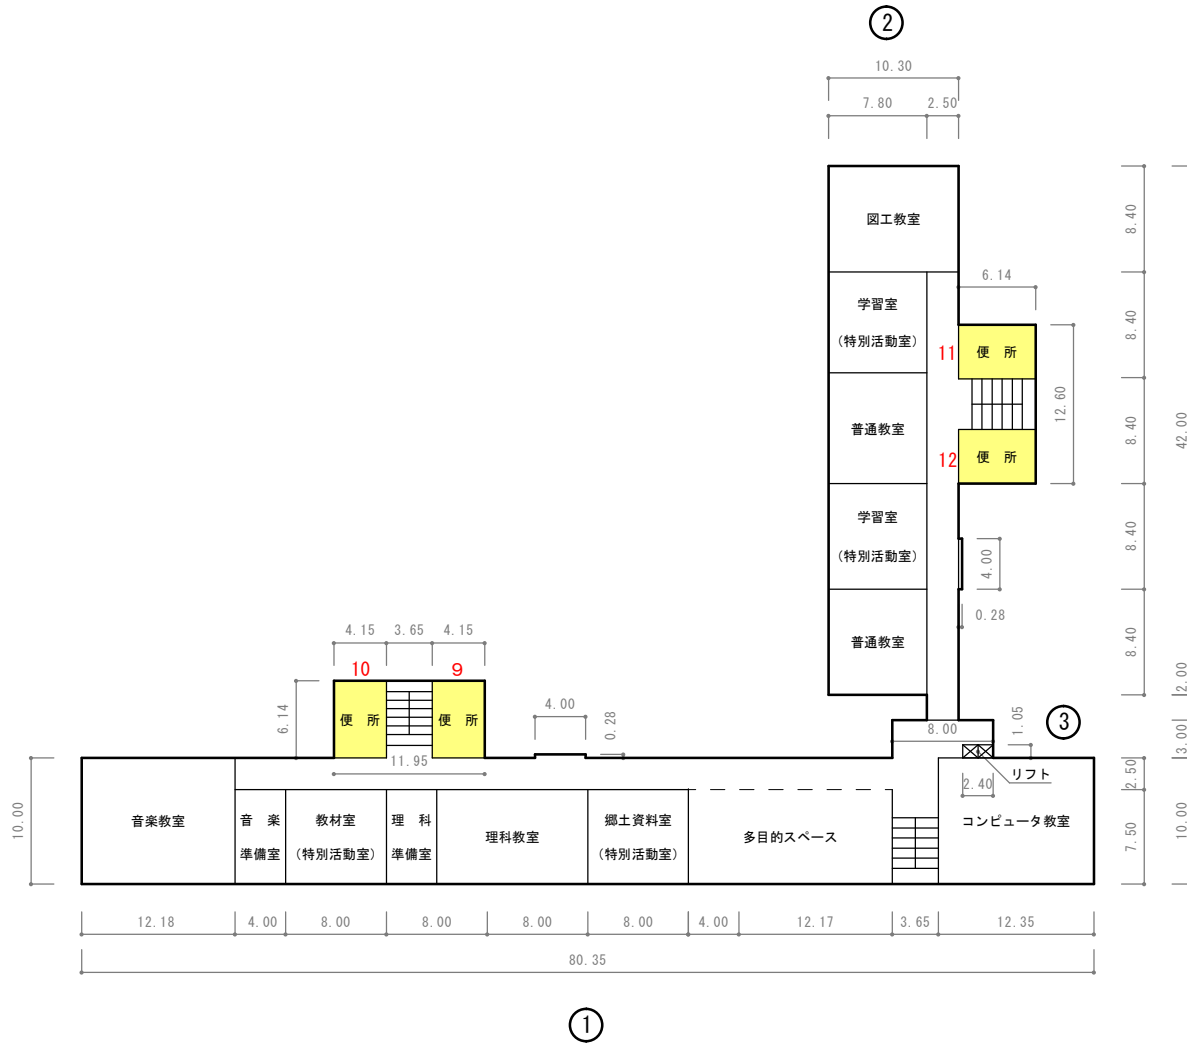 ②
10.30
7.80 2.50
図工教室
8.40
6.14
学習室
(特別活動室)
8.40
11 便 所
12.60
普通教室
8.40
42.00
12 便 所
学習室
(特別活動室)
8.40
4.00
0.28
普通教室
8.40
2.00
4.15 3.65 4.15
10 9
6.14
便 所 便 所
4.00
0.28
11.95
8.00
1.05
③
3.00
リフト
2.40
2.50
10.00
音楽教室
音 楽
準備室
教材室
(特別活動室)
理 科
準備室
理科教室
郷土資料室
(特別活動室)
多目的スペース
コンピュータ教室
7.50
10.00
12.18 4.00 8.00 8.00 8.00 8.00 4.00 12.17 3.65 12.35
80.35
①